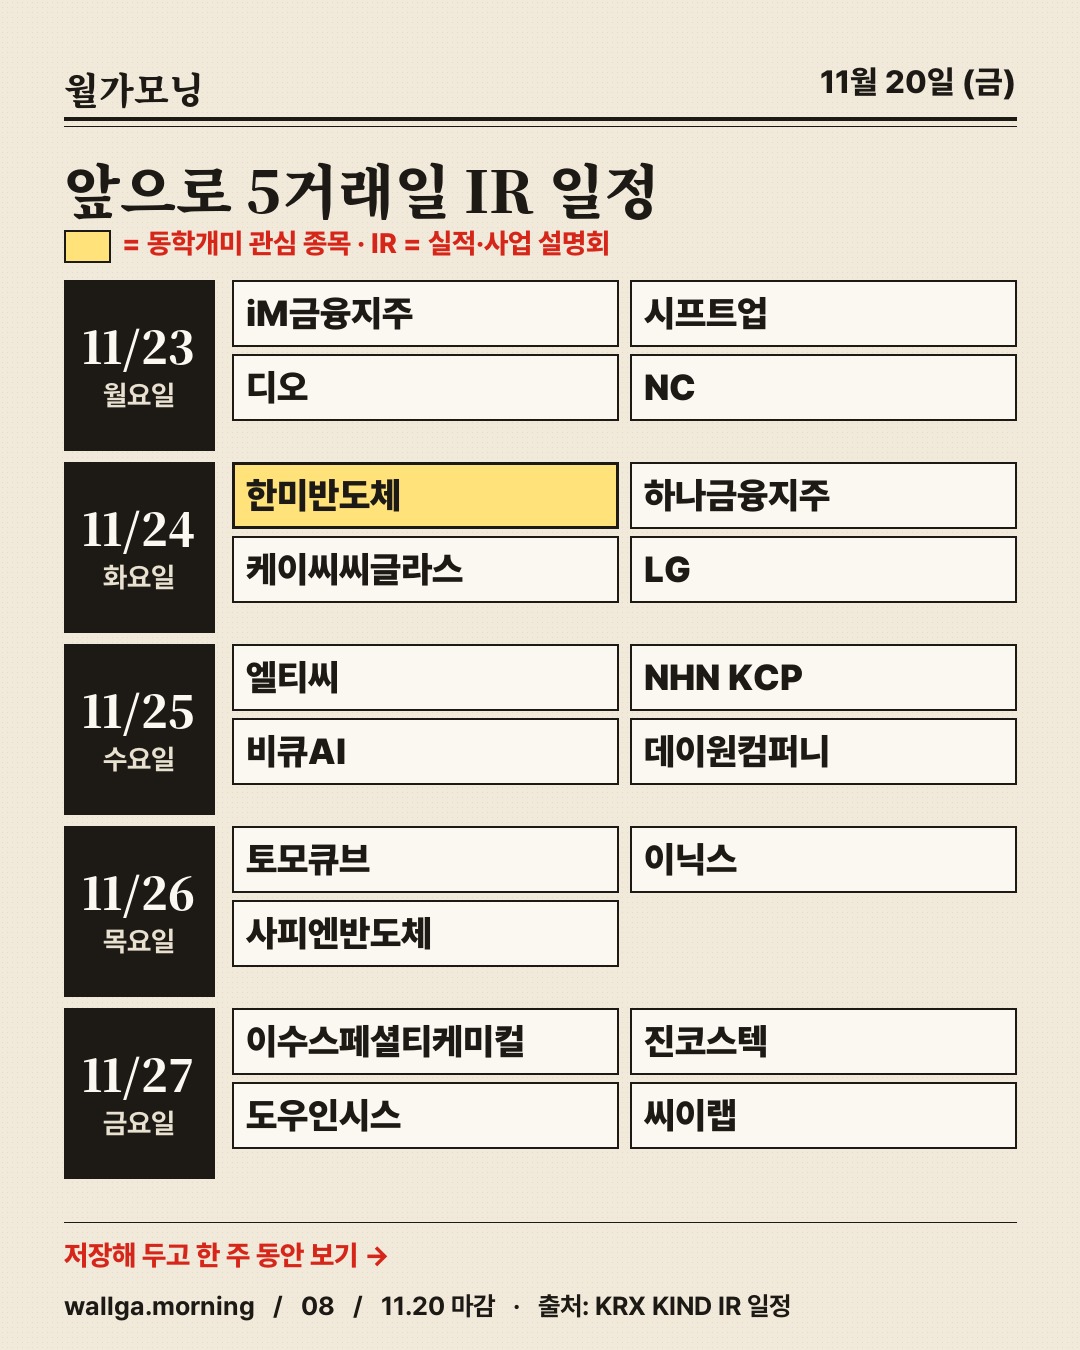 월가모닝
11월 20일 (금)
앞으로 5거래일 IR 일정
= 동학개미 관심 종목 · IR = 실적·사업 설명회
11/23
월요일
iM금융지주
시프트업
디오
NC
11/24
화요일
한미반도체
하나금융지주
케이씨씨글라스
LG
11/25
수요일
엘티씨
NHN KCP
비큐AI
데이원컴퍼니
11/26
목요일
토모큐브
이닉스
사피엔반도체
11/27
금요일
이수스페셜티케미컬
진코스텍
도우인시스
씨이랩
저장해 두고 한 주 동안 보기 →
wallga.morning / 08 / 11.20 마감 · 출처: KRX KIND IR 일정